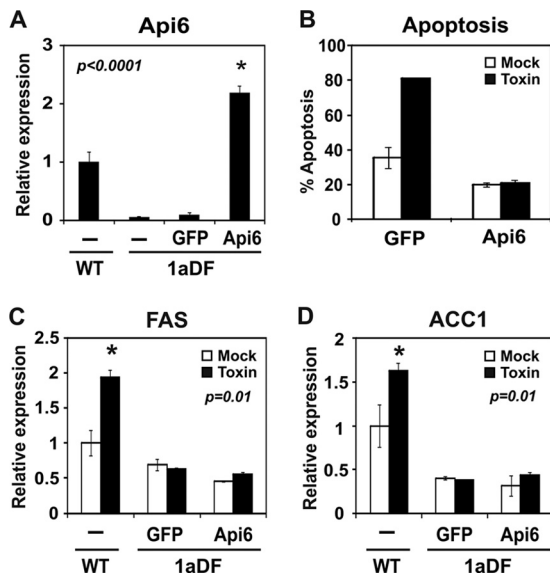 A
Api6
p<0.0001
*
Relative expression
3
2
1
0
– – GFP Api6
WT 1aDF
B
Apoptosis
Mock
Toxin
% Apoptosis
100
80
60
40
20
0
GFP Api6
C
FAS
*
Mock
Toxin
p=0.01
Relative expression
2.5
2
1.5
1
0.5
0
– GFP Api6
WT 1aDF
D
ACC1
*
Mock
Toxin
p=0.01
Relative expression
2
1.5
1
0.5
0
– GFP Api6
WT 1aDF